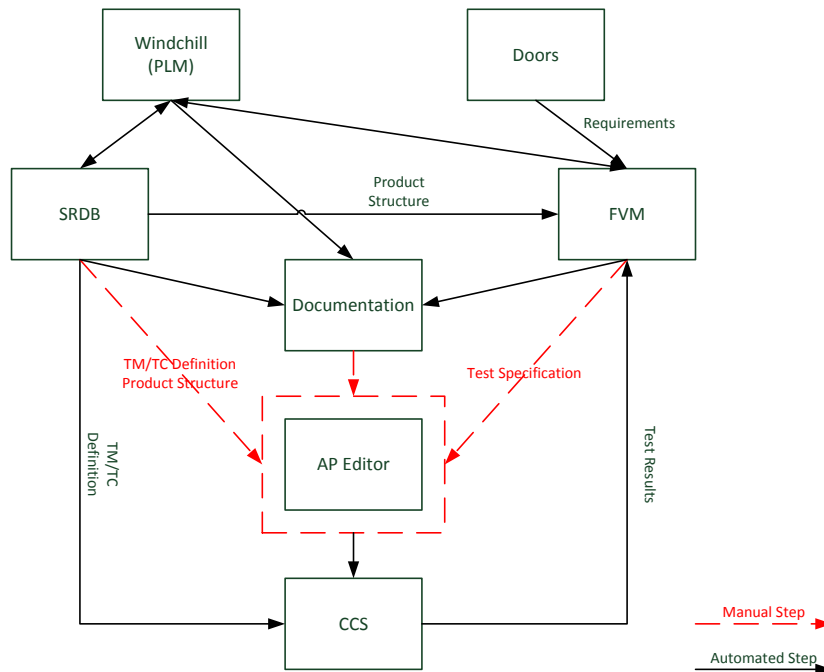 Windchill
(PLM)
Doors
Requirements
Product
Structure
SRDB
FVM
Documentation
TM/TC Definition
Product Structure
Test Specification
AP Editor
TM/TC
Definition
Test Results
CCS
Manual Step
Automated Step